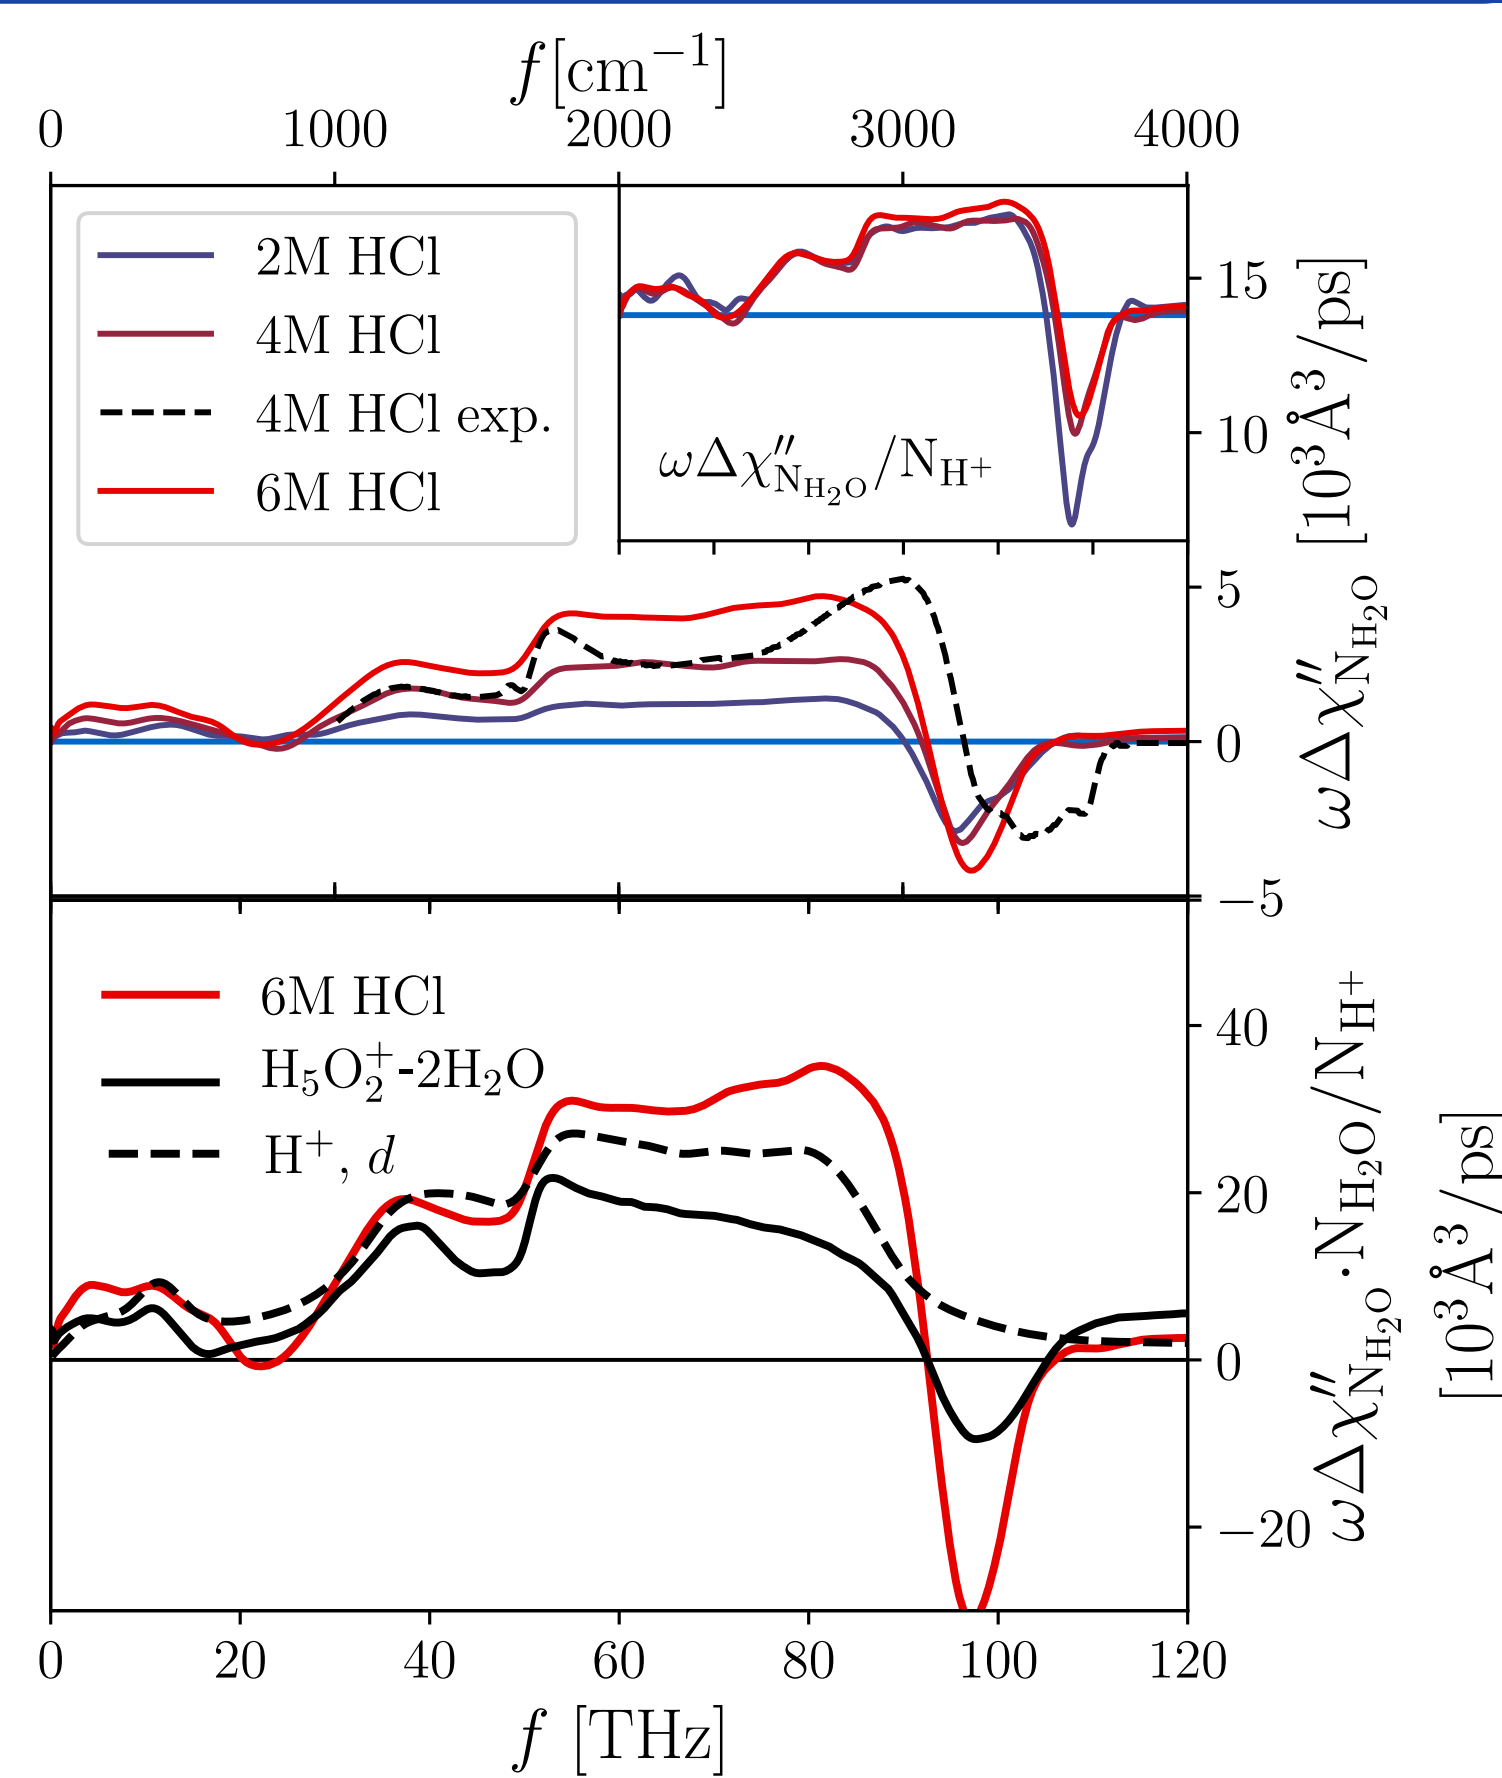 f[cm⁻¹]
0 1000 2000 3000 4000
2M HCl
4M HCl
4M HCl exp.
6M HCl
ωΔχ″_{N_{H₂O}}/N_{H⁺}
15
10
5
0
−5
ωΔχ″_{N_{H₂O}} [10³Å³/ps]
6M HCl
H₅O₂⁺-2H₂O
H⁺, d
40
20
0
−20
ωΔχ″_{N_{H₂O}}·N_{H₂O}/N_{H⁺}
[10³Å³/ps]
0 20 40 60 80 100 120
f [THz]